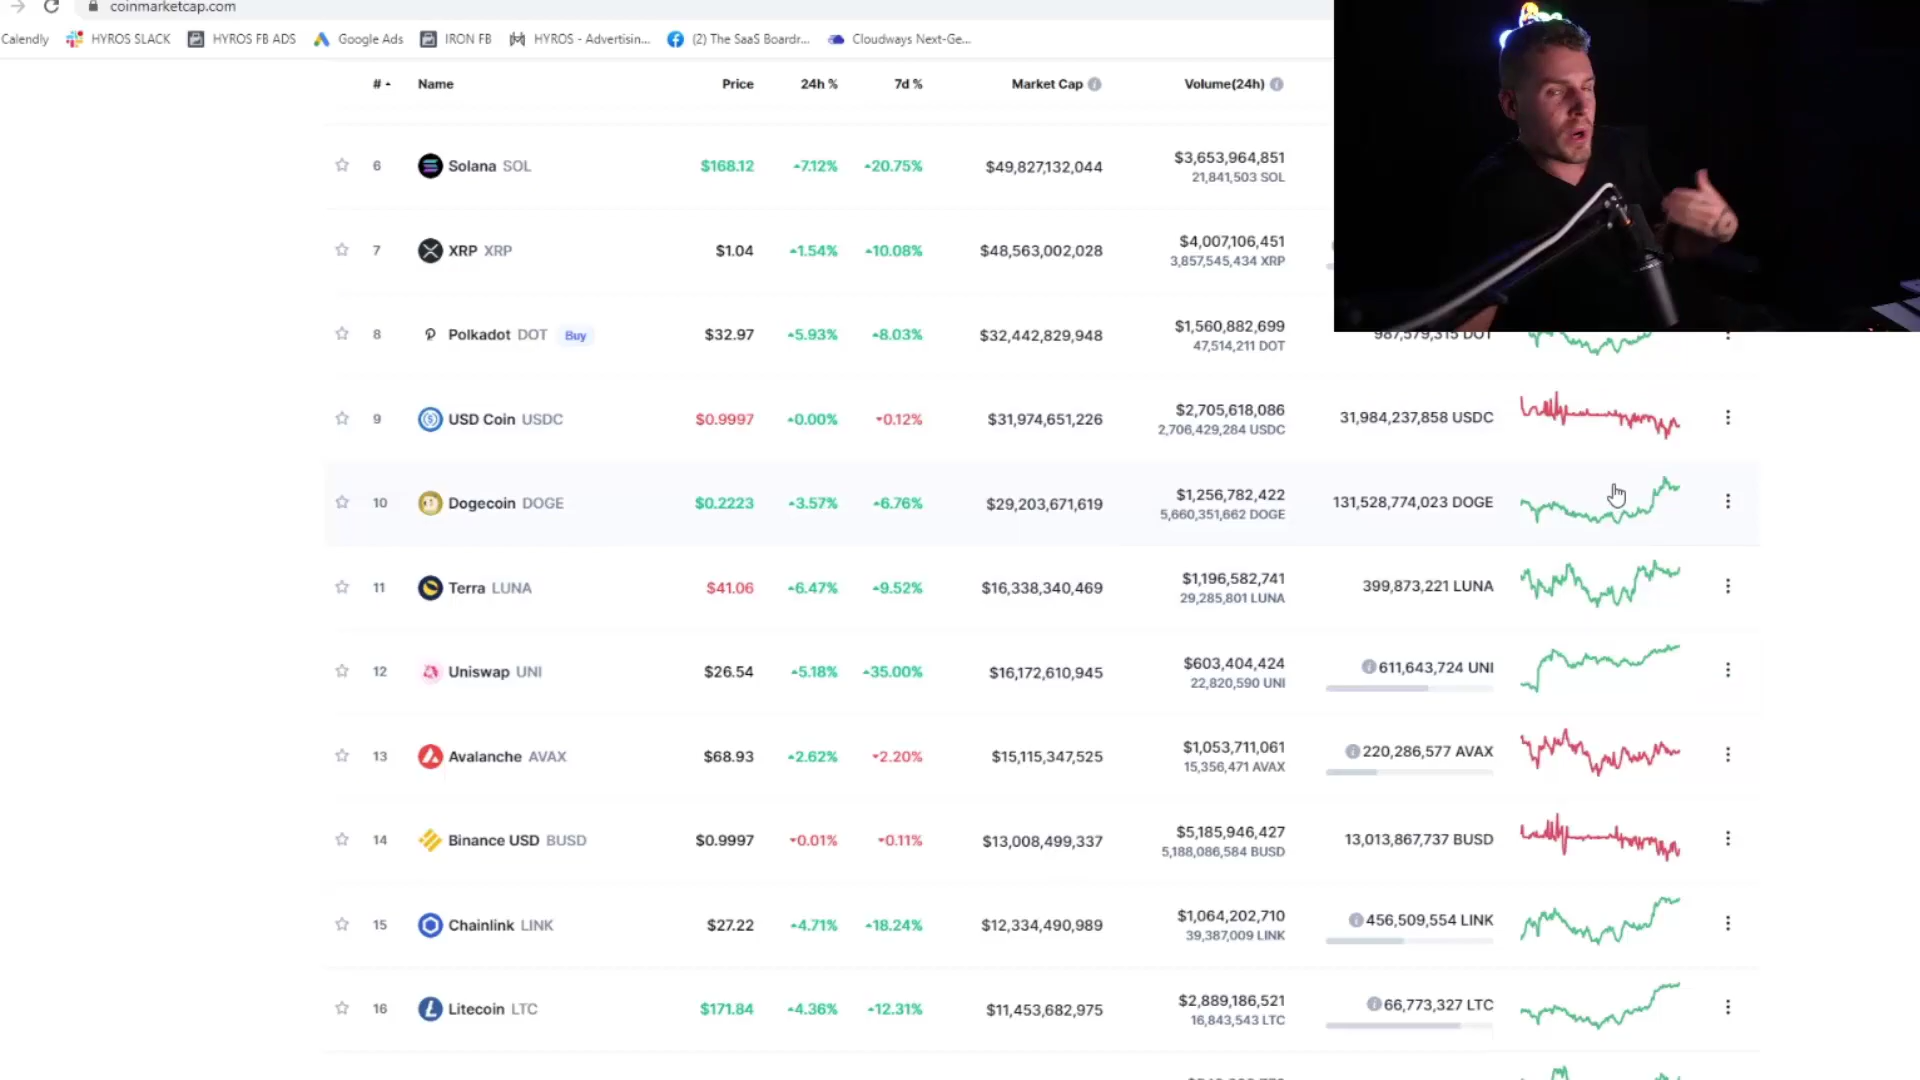 coinmarketcap.com
Calendly HYROS SLACK HYROS FB ADS Google Ads IRON FB HYROS - Advertisin... (2) The SaaS Boardr... Cloudways Next-Ge...
# Name Price 24h % 7d % Market Cap Volume(24h)
6 Solana SOL $168.12 7.12% 20.75% $49,827,132,044 $3,653,964,851
21,841,503 SOL
7 XRP XRP $1.04 1.54% 10.08% $48,563,002,028 $4,007,106,451
3,857,545,434 XRP
8 Polkadot DOT Buy $32.97 5.93% 8.03% $32,442,829,948 $1,560,882,699 987,579,315 DOT
47,514,211 DOT
9 USD Coin USDC $0.9997 0.00% 0.12% $31,974,651,226 $2,705,618,086 31,984,237,858 USDC
2,706,429,284 USDC
10 Dogecoin DOGE $0.2223 3.57% 6.76% $29,203,671,619 $1,256,782,422 131,528,774,023 DOGE
5,660,351,662 DOGE
11 Terra LUNA $41.06 6.47% 9.52% $16,338,340,469 $1,196,582,741 399,873,221 LUNA
29,285,801 LUNA
12 Uniswap UNI $26.54 5.18% 35.00% $16,172,610,945 $603,404,424 611,643,724 UNI
22,820,590 UNI
13 Avalanche AVAX $68.93 2.62% 2.20% $15,115,347,525 $1,053,711,061 220,286,577 AVAX
15,356,471 AVAX
14 Binance USD BUSD $0.9997 0.01% 0.11% $13,008,499,337 $5,185,946,427 13,013,867,737 BUSD
5,188,086,584 BUSD
15 Chainlink LINK $27.22 4.71% 18.24% $12,334,490,989 $1,064,202,710 456,509,554 LINK
39,387,009 LINK
16 Litecoin LTC $171.84 4.36% 12.31% $11,453,682,975 $2,889,186,521 66,773,327 LTC
16,843,543 LTC